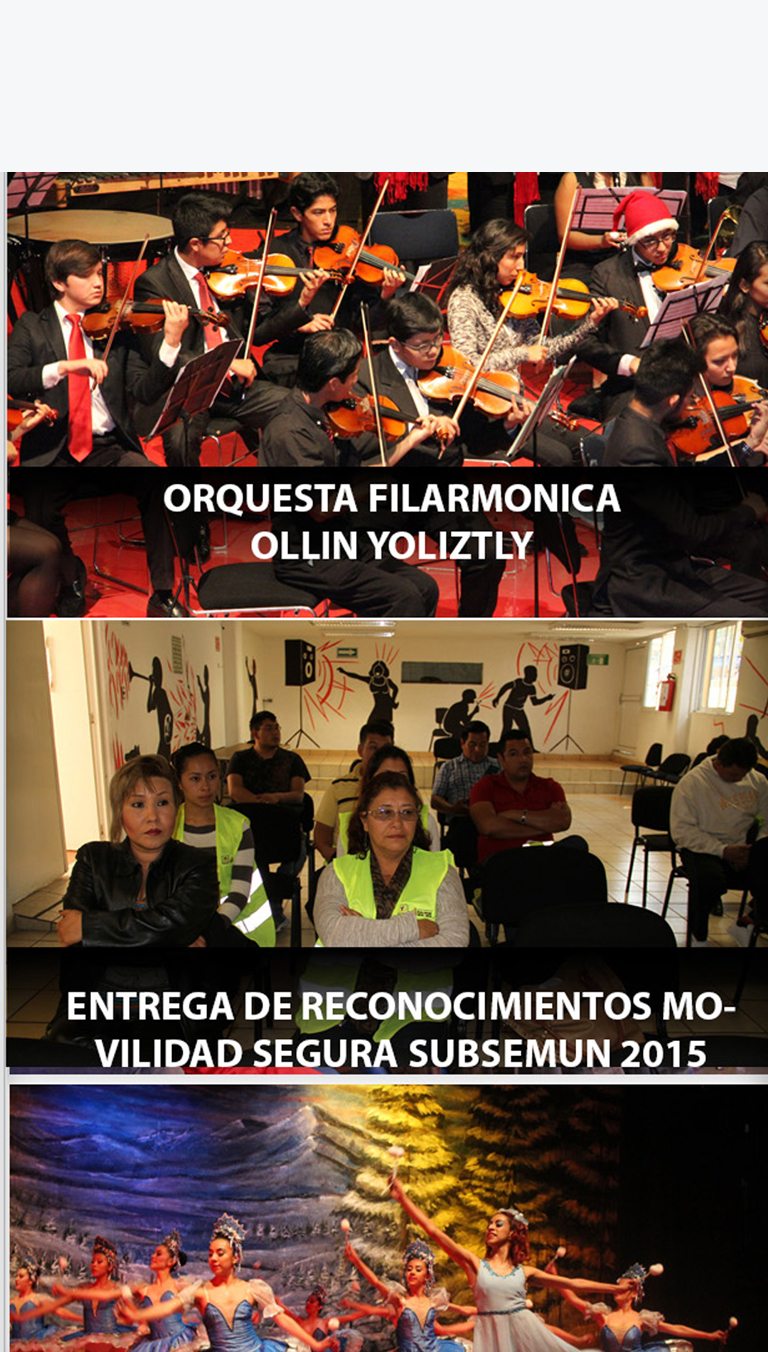 ORQUESTA FILARMONICA
OLLIN YOLIZTLY
ENTREGA DE RECONOCIMIENTOS MO-
VILIDAD SEGURA SUBSEMUN 2015